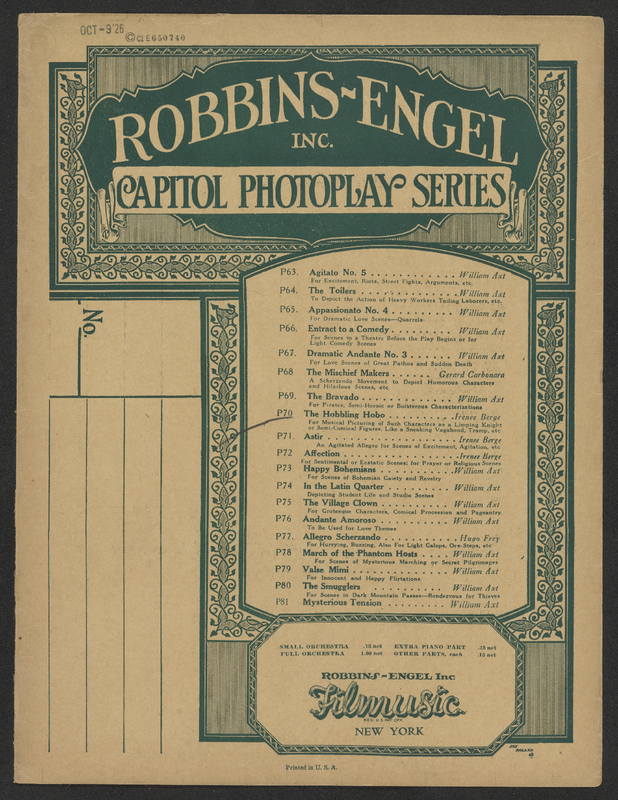 OCT -9 '26
© Cl E 650740
ROBBINS~ENGEL
INC.
CAPITOL PHOTOPLAY SERIES
No.
P63. Agitato No. 5 . . . . . . . . . . . . . William Axt
For Excitement, Riots, Street Fights, Arguments, etc.
P64. The Toilers . . . . . . . . . . . . . . William Axt
To Depict the Action of Heavy Workers Toiling Laborers, etc.
P65. Appassionato No. 4 . . . . . . . . . William Axt
For Dramatic Love Scenes—Quarrels
P66. Entract to a Comedy . . . . . . . . . William Axt
For Scenes in a Theatre Before the Play Begins or for
Light Comedy Scenes
P67. Dramatic Andante No. 3 . . . . . . William Axt
For Love Scenes of Great Pathos and Sudden Death
P68 The Mischief Makers . . . . . . Gerard Carbonara
A Scherzando Movement to Depict Humorous Characters
and Hilarious Scenes, etc
P69. The Bravado . . . . . . . . . . . . . William Axt
For Pirates, Semi-Heroic or Boisterous Characterizations
P70 The Hobbling Hobo . . . . . . . . . . Irénée Bergé
For Musical Picturing of Such Characters as a Limping Knight
or Semi-Comical Figures, Like a Sneaking Vagabond, Tramp, etc.
P71. Astir . . . . . . . . . . . . . . . . . Irenee Berge
An Agitated Allegro for Scenes of Excitement, Agitation, etc
P72 Affection . . . . . . . . . . . . . . . Irenee Berge
For Sentimental or Ecstatic Scenes; for Prayer or Religious Scenes
P73 Happy Bohemians . . . . . . . . . . William Axt
For Scenes of Bohemian Gaiety and Revelry
P74 In the Latin Quarter . . . . . . . . . William Axt
Depicting Student Life and Studio Scenes
P75 The Village Clown . . . . . . . . . . William Axt
For Grotesque Characters, Comical Procession and Pageantry
P76 Andante Amoroso . . . . . . . . . . William Axt
To Be Used for Love Themes
P77. Allegro Scherzando . . . . . . . . . . Hugo Frey
For Hurrying, Buzzing, Also For Light Galops, One-Steps, etc
P78 March of the Phantom Hosts . . . . William Axt
For Scenes of Mysterious Marching or Secret Pilgrimages
P79 Valse Mimi . . . . . . . . . . . . . . William Axt
For Innocent and Happy Flirtations
P80 The Smugglers . . . . . . . . . . William Axt
For Scenes in Dark Mountain Passes—Rendezvous for Thieves
P81 Mysterious Tension . . . . . . . . . William Axt
SMALL ORCHESTRA .75 net EXTRA PIANO PART .25 net
FULL ORCHESTRA 1.00 net OTHER PARTS, each .15 net
ROBBINS-ENGEL Inc
Filmusic
REG. U.S. PAT. OFF.
NEW YORK
Printed in U. S. A.